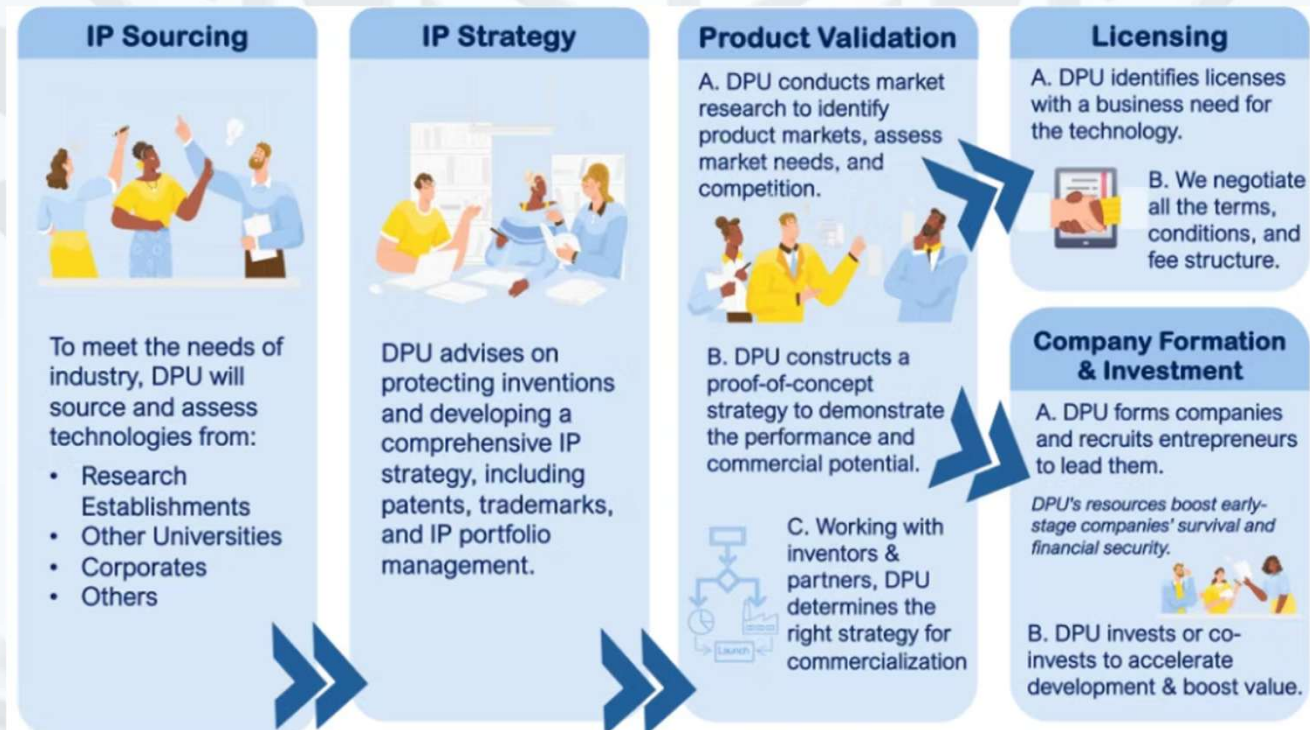 IP Sourcing
To meet the needs of
industry, DPU will
source and assess
technologies from:
• Research
Establishments
• Other Universities
• Corporates
• Others
IP Strategy
DPU advises on
protecting inventions
and developing a
comprehensive IP
strategy, including
patents, trademarks,
and IP portfolio
management.
Product Validation
A. DPU conducts market
research to identify
product markets, assess
market needs, and
competition.
B. DPU constructs a
proof-of-concept
strategy to demonstrate
the performance and
commercial potential.
C. Working with
inventors &
partners, DPU
determines the
right strategy for
commercialization
Launch
Licensing
A. DPU identifies licenses
with a business need for
the technology.
B. We negotiate
all the terms,
conditions, and
fee structure.
Company Formation
& Investment
A. DPU forms companies
and recruits entrepreneurs
to lead them.
DPU's resources boost early-
stage companies' survival and
financial security.
B. DPU invests or co-
invests to accelerate
development & boost value.